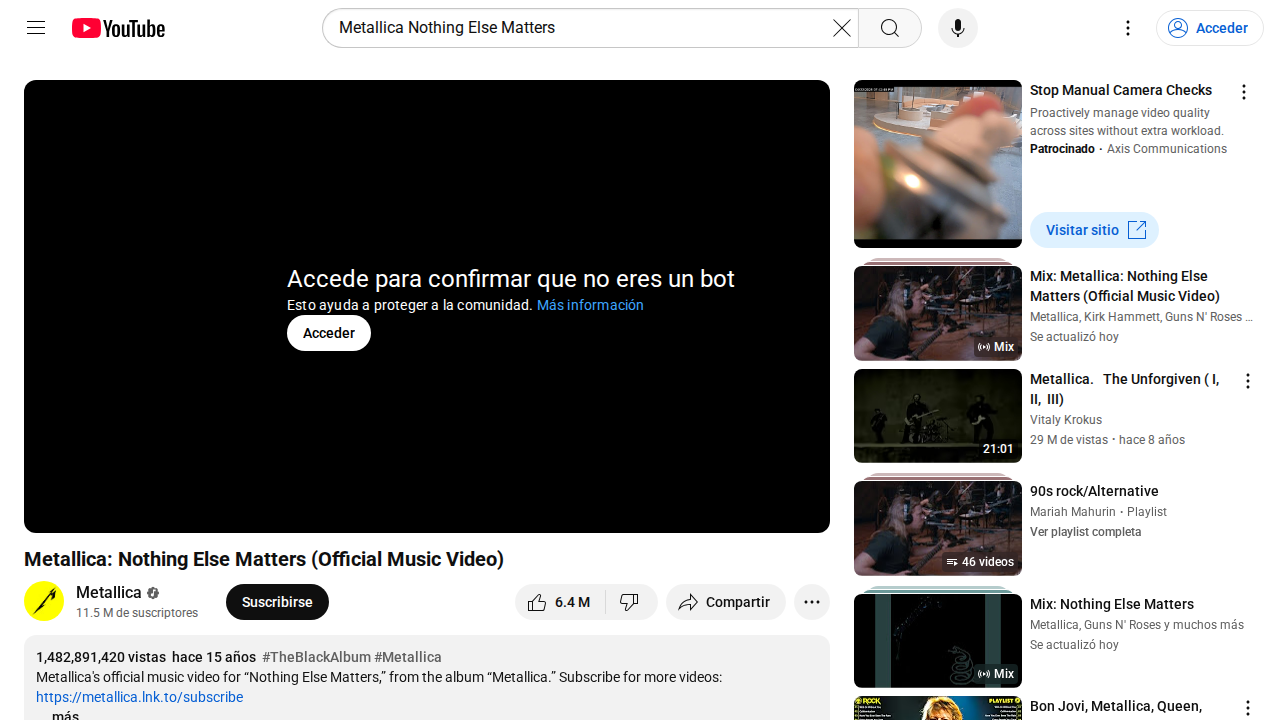 YouTube
Metallica Nothing Else Matters
Acceder
Accede para confirmar que no eres un bot
Esto ayuda a proteger a la comunidad. Más información
Acceder
Metallica: Nothing Else Matters (Official Music Video)
Metallica
11.5 M de suscriptores
Suscribirse
6.4 M
Compartir
1,482,891,420 vistas hace 15 años #TheBlackAlbum #Metallica
Metallica's official music video for “Nothing Else Matters,” from the album “Metallica.” Subscribe for more videos:
https://metallica.lnk.to/subscribe
...más
Stop Manual Camera Checks
Proactively manage video quality
across sites without extra workload.
Patrocinado · Axis Communications
Visitar sitio
Mix
Mix: Metallica: Nothing Else
Matters (Official Music Video)
Metallica, Kirk Hammett, Guns N' Roses ...
Se actualizó hoy
21:01
Metallica. The Unforgiven ( I,
II, III)
Vitaly Krokus
29 M de vistas · hace 8 años
46 videos
90s rock/Alternative
Mariah Mahurin · Playlist
Ver playlist completa
Mix
Mix: Nothing Else Matters
Metallica, Guns N' Roses y muchos más
Se actualizó hoy
Bon Jovi, Metallica, Queen,